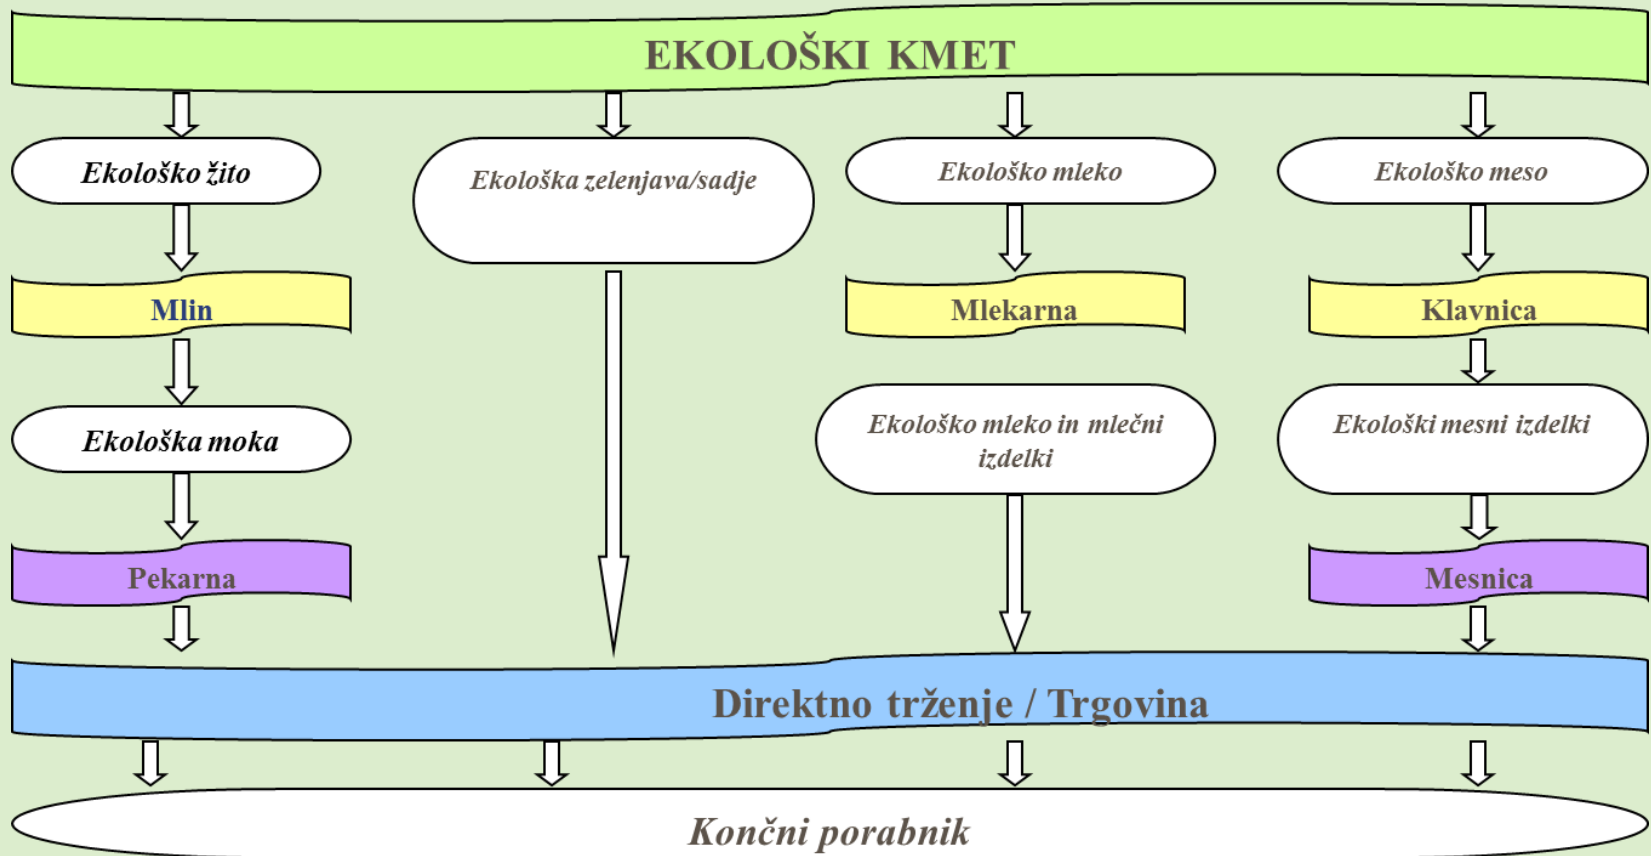 EKOLOŠKI KMET
Ekološko žito
Ekološka zelenjava/sadje
Ekološko mleko
Ekološko meso
Mlin
Mlekarna
Klavnica
Ekološka moka
Ekološko mleko in mlečni
izdelki
Ekološki mesni izdelki
Pekarna
Mesnica
Direktno trženje / Trgovina
Končni porabnik